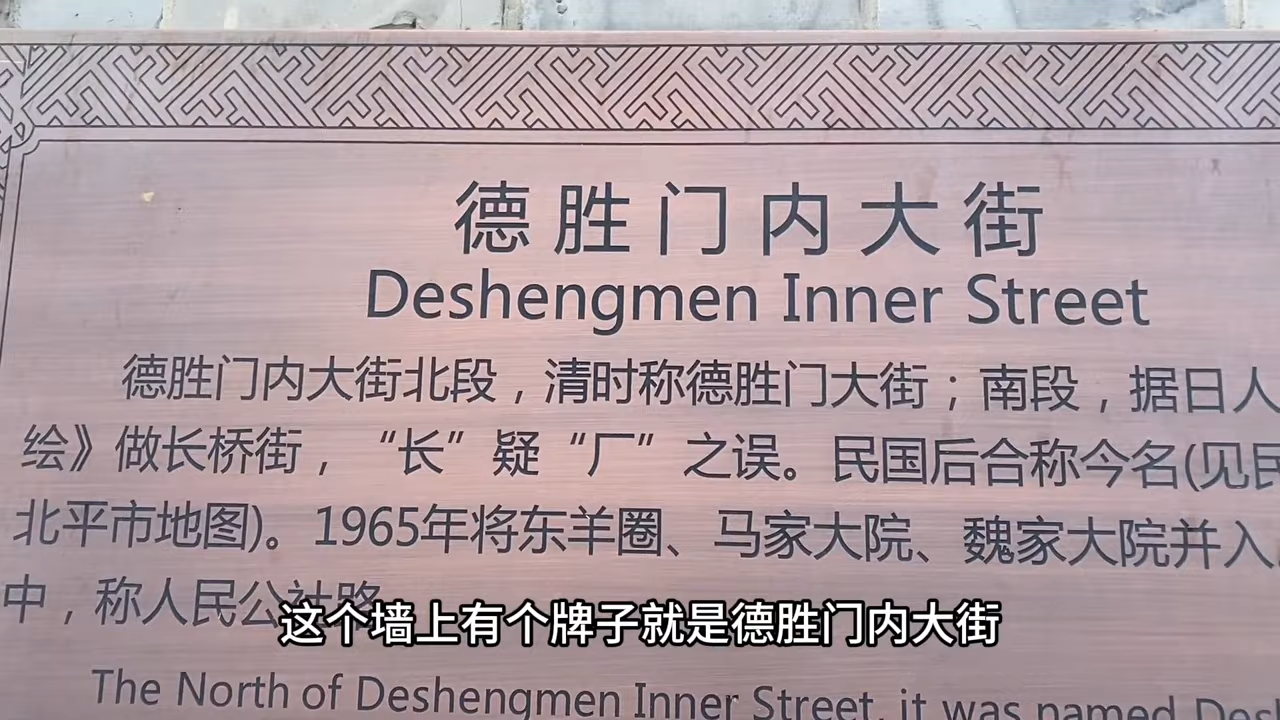 德胜门内大街
Deshengmen Inner Street
德胜门内大街北段，清时称德胜门大街；南段，据日人
绘》做长桥街，“长”疑“厂”之误。民国后合称今名(见民
北平市地图)。1965年将东羊圈、马家大院、魏家大院并入
中，称人民公社路
这个墙上有个牌子就是德胜门内大街
The North of Deshengmen Inner Street, it was named Des